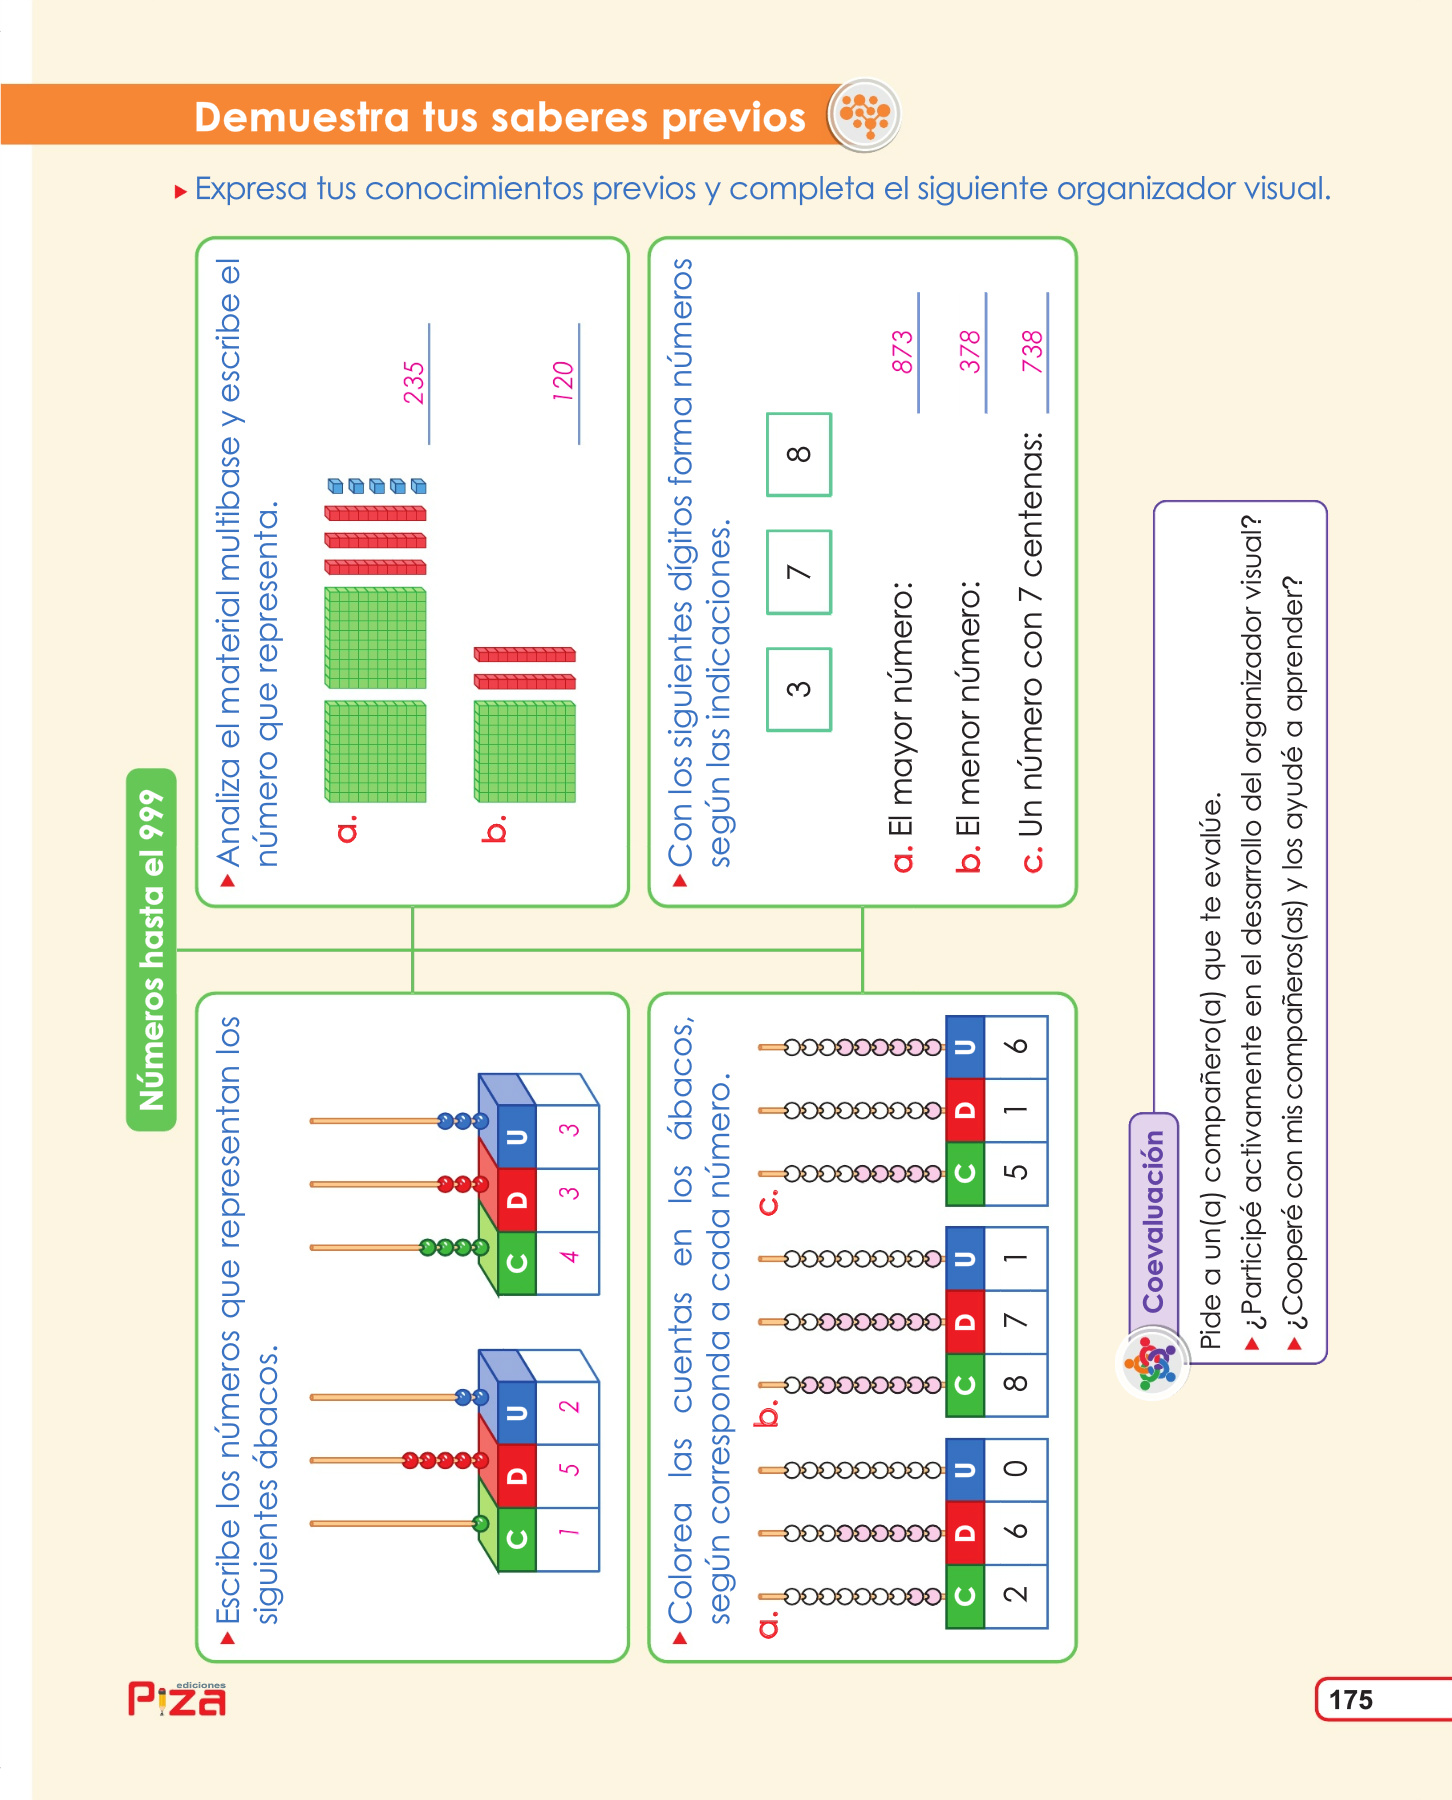 Demuestra tus saberes previos
▸ Expresa tus conocimientos previos y completa el siguiente organizador visual.
Números hasta el 999
▸ Escribe los números que representan los
siguientes ábacos.
C D U
1 5 2
C D U
4 3 3
▸ Analiza el material multibase y escribe el
número que representa.
a. 235
b. 120
▸ Colorea las cuentas en los ábacos,
según corresponda a cada número.
a.
C D U
2 6 0
b.
C D U
8 7 1
c.
C D U
5 1 6
▸ Con los siguientes dígitos forma números
según las indicaciones.
3 7 8
a. El mayor número: 873
b. El menor número: 378
c. Un número con 7 centenas: 738
Coevaluación
Pide a un(a) compañero(a) que te evalúe.
▸ ¿Participé activamente en el desarrollo del organizador visual?
▸ ¿Cooperé con mis compañeros(as) y los ayudé a aprender?
ediciones
Piza
175